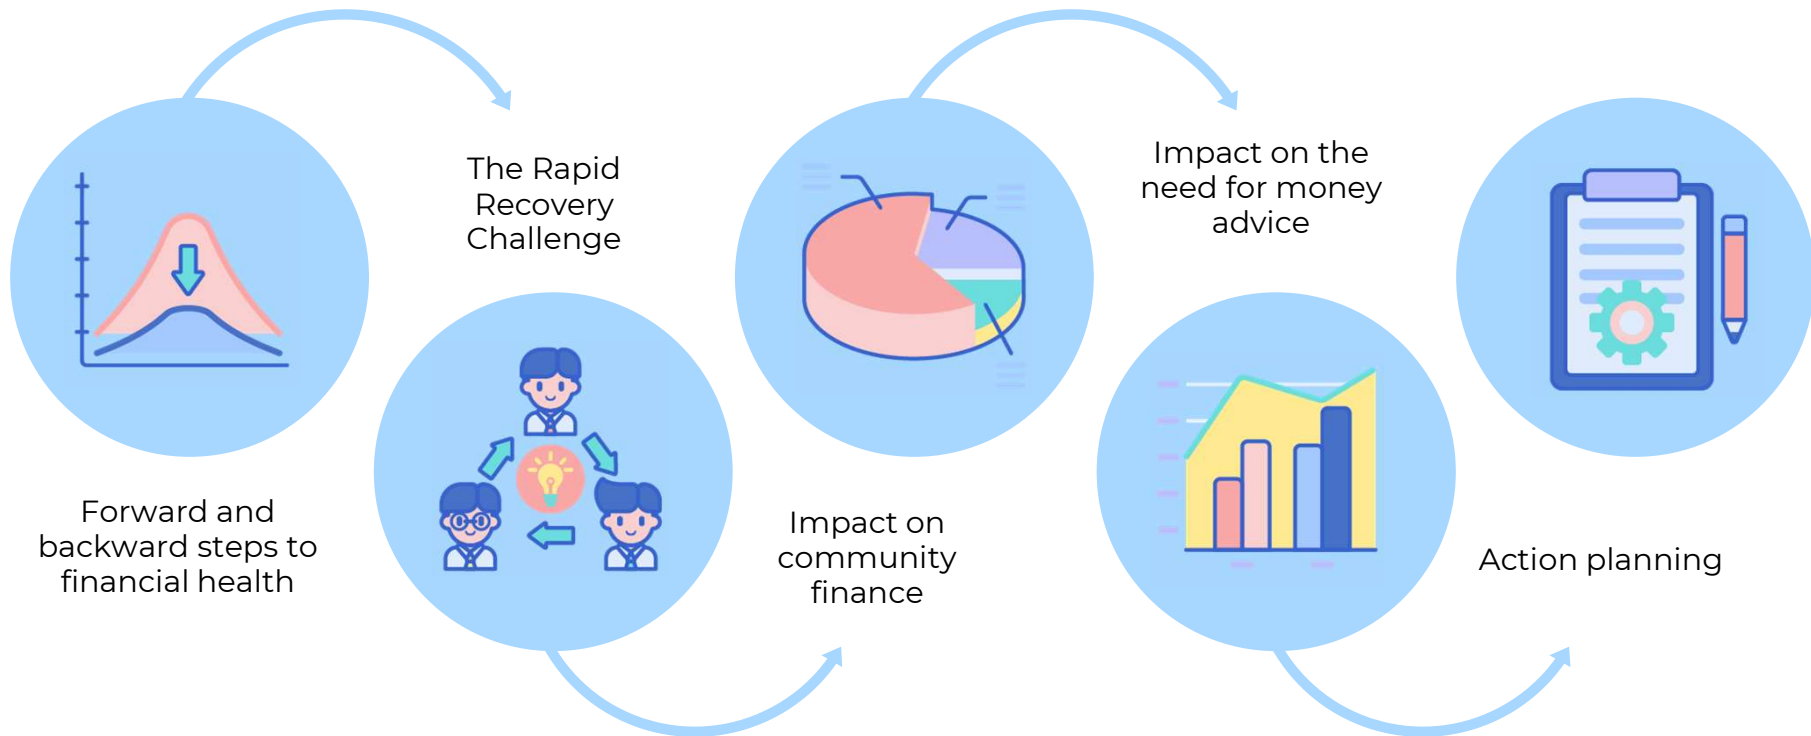 Forward and
backward steps to
financial health
The Rapid
Recovery
Challenge
Impact on
community
finance
Impact on the
need for money
advice
Action planning